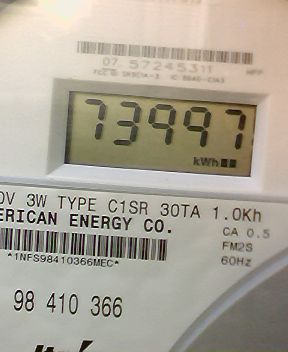 07 57245311
73997
kWh
0V 3W TYPE C1SR 30TA 1.0Kh
ERICAN ENERGY CO.
CA 0.5
FM2S
*1NFS98410366MEC*
60Hz
98 410 366